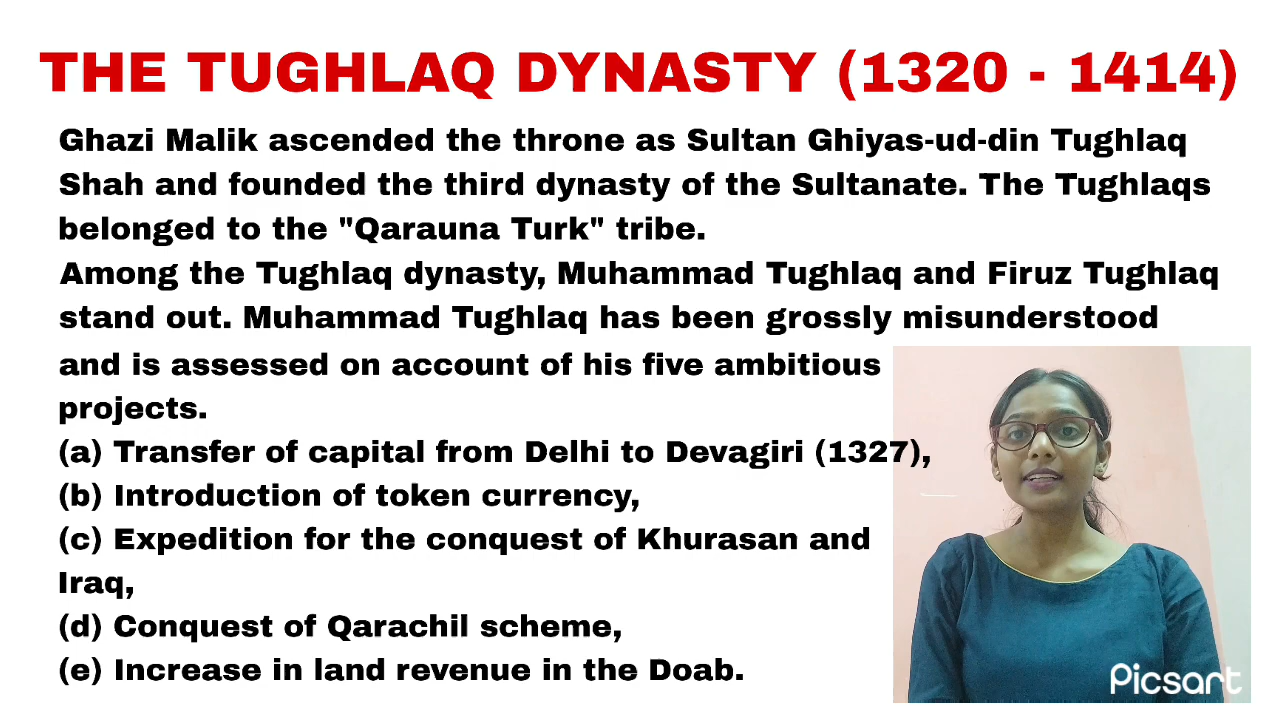 THE TUGHLAQ DYNASTY (1320 - 1414)
Ghazi Malik ascended the throne as Sultan Ghiyas-ud-din Tughlaq
Shah and founded the third dynasty of the Sultanate. The Tughlaqs
belonged to the "Qarauna Turk" tribe.
Among the Tughlaq dynasty, Muhammad Tughlaq and Firuz Tughlaq
stand out. Muhammad Tughlaq has been grossly misunderstood
and is assessed on account of his five ambitious
projects.
(a) Transfer of capital from Delhi to Devagiri (1327),
(b) Introduction of token currency,
(c) Expedition for the conquest of Khurasan and
Iraq,
(d) Conquest of Qarachil scheme,
(e) Increase in land revenue in the Doab.
Picsart